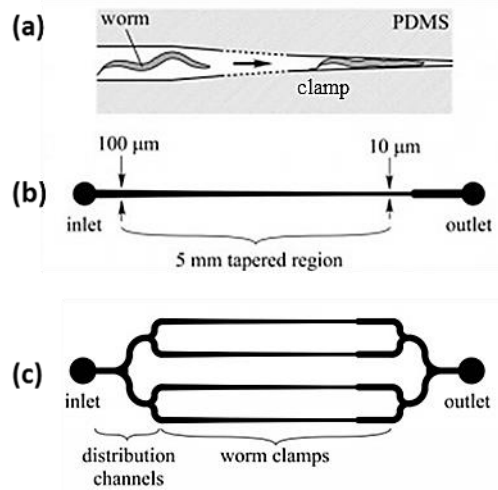 (a)
worm
PDMS
clamp
(b)
100 μm
10 μm
inlet
outlet
5 mm tapered region
(c)
inlet
outlet
distribution
channels
worm clamps